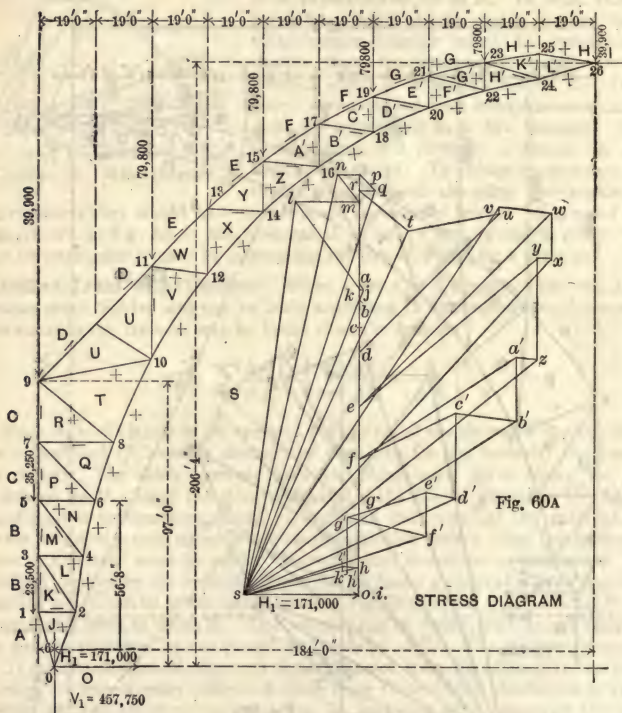 19'0" 19'0" 19'0" 19'0" 19'0" 19'0" 19'0" 19'0" 19'0" 19'0"
39,900 79,800 79,800 79,800 79800 39,900
H 25 H I
G 23 K' L' 26
G 21 G' H' 24
F 19 E' F' 22
F 17 C' D' 20
E 15 A' B' 18
E 13 Y Z
D 11 W X 14
D U V 12
9 U 10
T
C R
7 8
C P Q
5 N 6
B M
3 4
B K L
1 2
A J
0 O
35,250
23,500
16 n p
r q
l m
t v u w'
a
k j
b
c
d
y x
e
a' z
f
c' b'
S
g e' d'
g' f'
l'
k' h' h
s o.i.
H₁ = 171,000
Fig. 60A
STRESS DIAGRAM
206'-4"
97'-0"
56'-8"
184'-0"
H₁ = 171,000
V₁ = 457,750